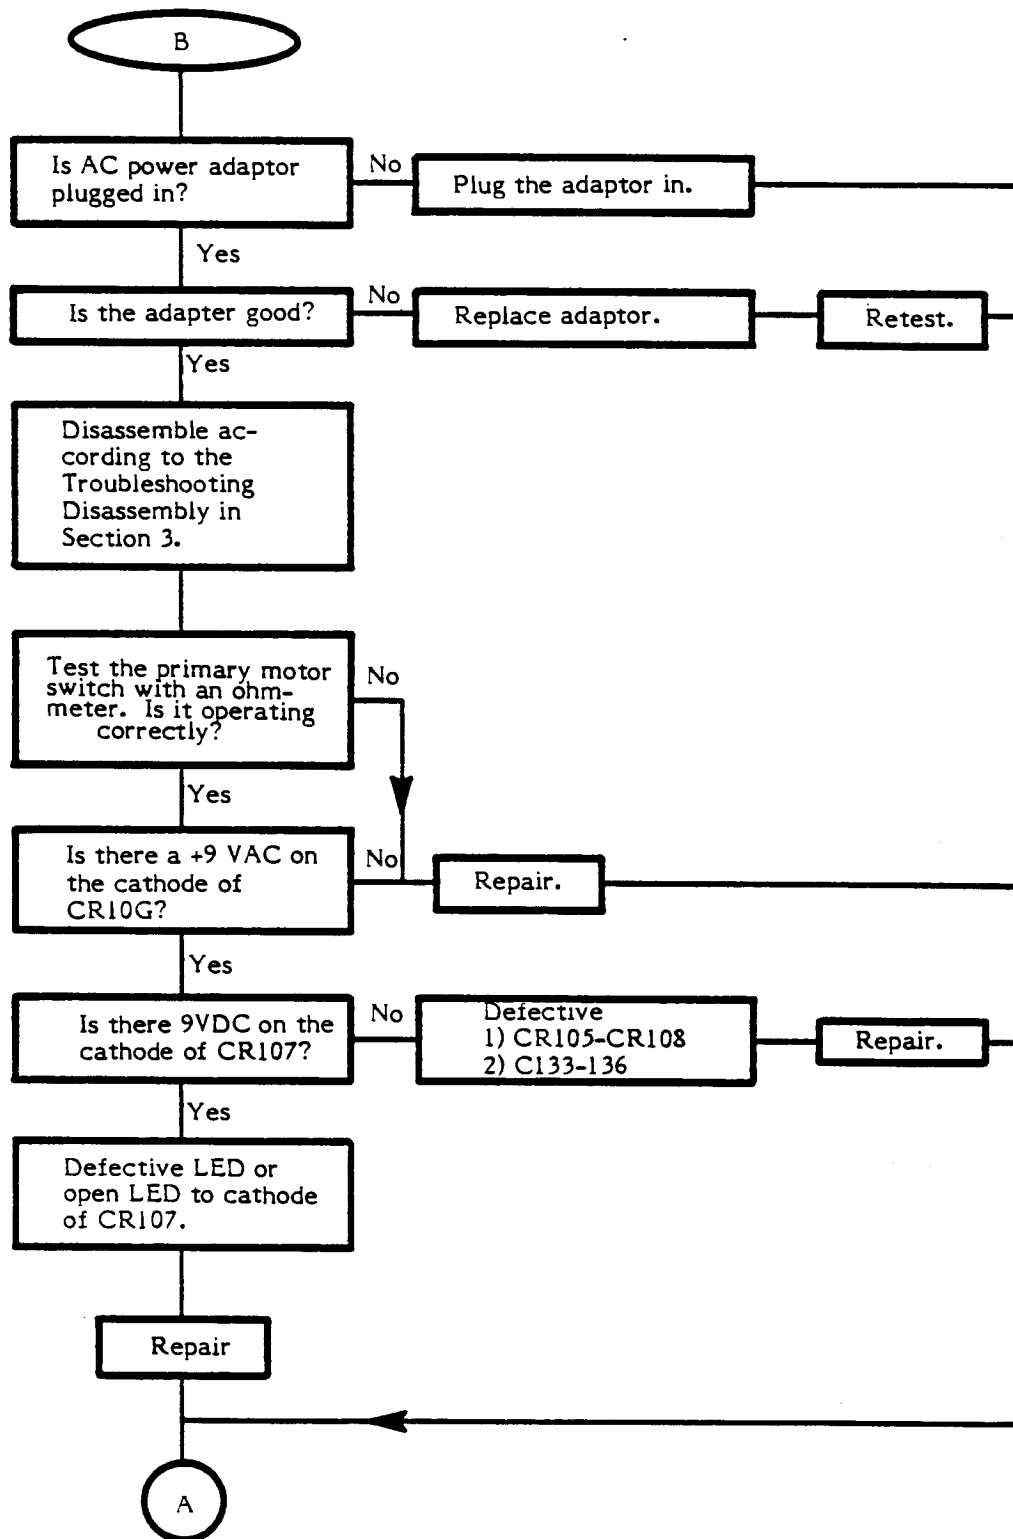 B
Is AC power adaptor
plugged in?
No
Plug the adaptor in.
Yes
Is the adapter good?
No
Replace adaptor.
Retest.
Yes
Disassemble ac-
cording to the
Troubleshooting
Disassembly in
Section 3.
Test the primary motor
switch with an ohm-
meter. Is it operating
correctly?
No
Yes
Is there a +9 VAC on
the cathode of
CR10G?
No
Repair.
Yes
Is there 9VDC on the
cathode of CR107?
No
Defective
1) CR105-CR108
2) C133-136
Repair.
Yes
Defective LED or
open LED to cathode
of CR107.
Repair
A